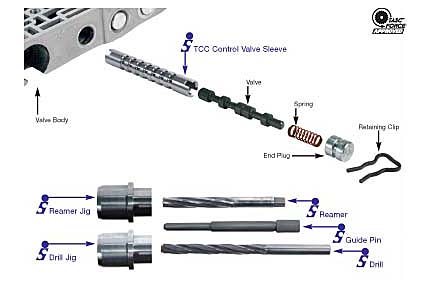 EASC
FORCE
APPROVED
S TCC Control Valve Sleeve
Valve
Spring
Valve Body
Retaining Clip
End Plug
S Reamer Jig
S Reamer
S Guide Pin
S Drill Jig
S Drill